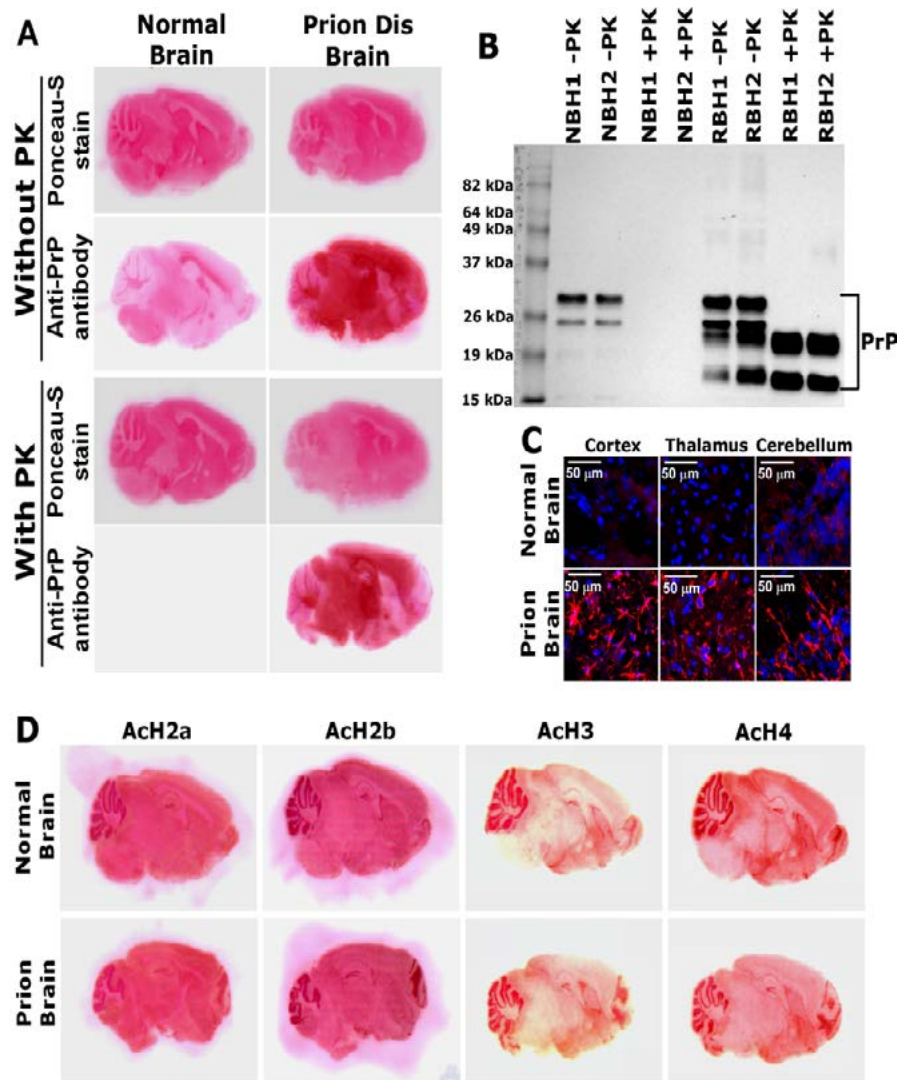 A
Normal
Brain
Prion Dis
Brain
Without PK
Ponceau-S
stain
Anti-PrP
antibody
With PK
Ponceau-S
stain
Anti-PrP
antibody
B
NBH1 -PK
NBH2 -PK
NBH1 +PK
NBH2 +PK
RBH1 -PK
RBH2 -PK
RBH1 +PK
RBH2 +PK
82 kDa
64 kDa
49 kDa
37 kDa
26 kDa
19 kDa
15 kDa
PrP
C
Cortex Thalamus Cerebellum
Normal
Brain
50 µm 50 µm 50 µm
Prion
Brain
50 µm 50 µm 50 µm
D
AcH2a AcH2b AcH3 AcH4
Normal
Brain
Prion
Brain